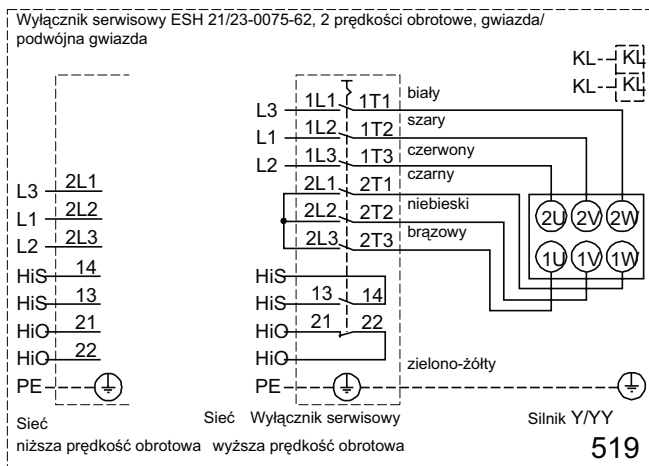 Wyłącznik serwisowy ESH 21/23-0075-62, 2 prędkości obrotowe, gwiazda/
podwójna gwiazda
KL KL
KL KL
L3 1L1 1T1 biały
L1 1L2 1T2 szary
L2 1L3 1T3 czerwony
2L1 2T1 czarny
2L2 2T2 niebieski
2L3 2T3 brązowy
L3 2L1
L1 2L2
L2 2L3
HiS 14
HiS 13
HiO 21
HiO 22
PE
HiS
HiS 13 14
HiO 21 22
HiO
PE
zielono-żółty
2U 2V 2W
1U 1V 1W
Sieć
niższa prędkość obrotowa
Sieć Wyłącznik serwisowy
wyższa prędkość obrotowa
Silnik Y/YY
519